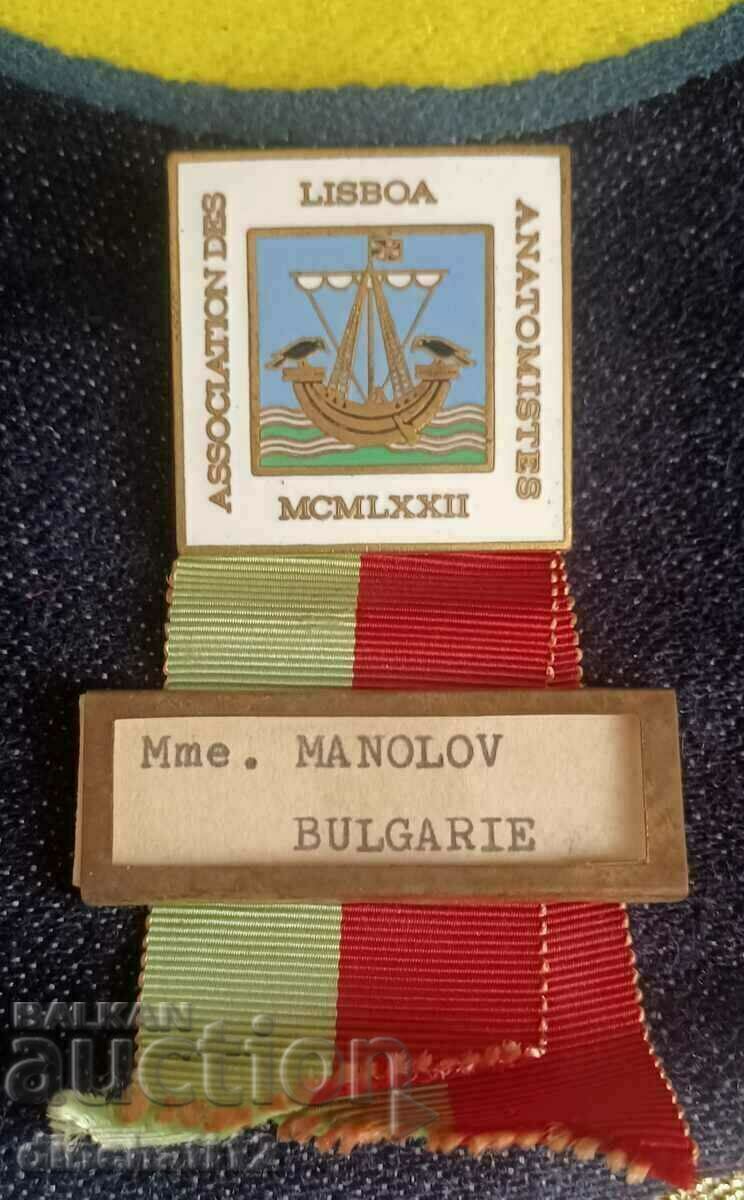 LISBOA
ASSOCIATION DES
ANATOMISTES
MCMLXXII
Mme. MANOLOV
BULGARIE
BALKAN
auction